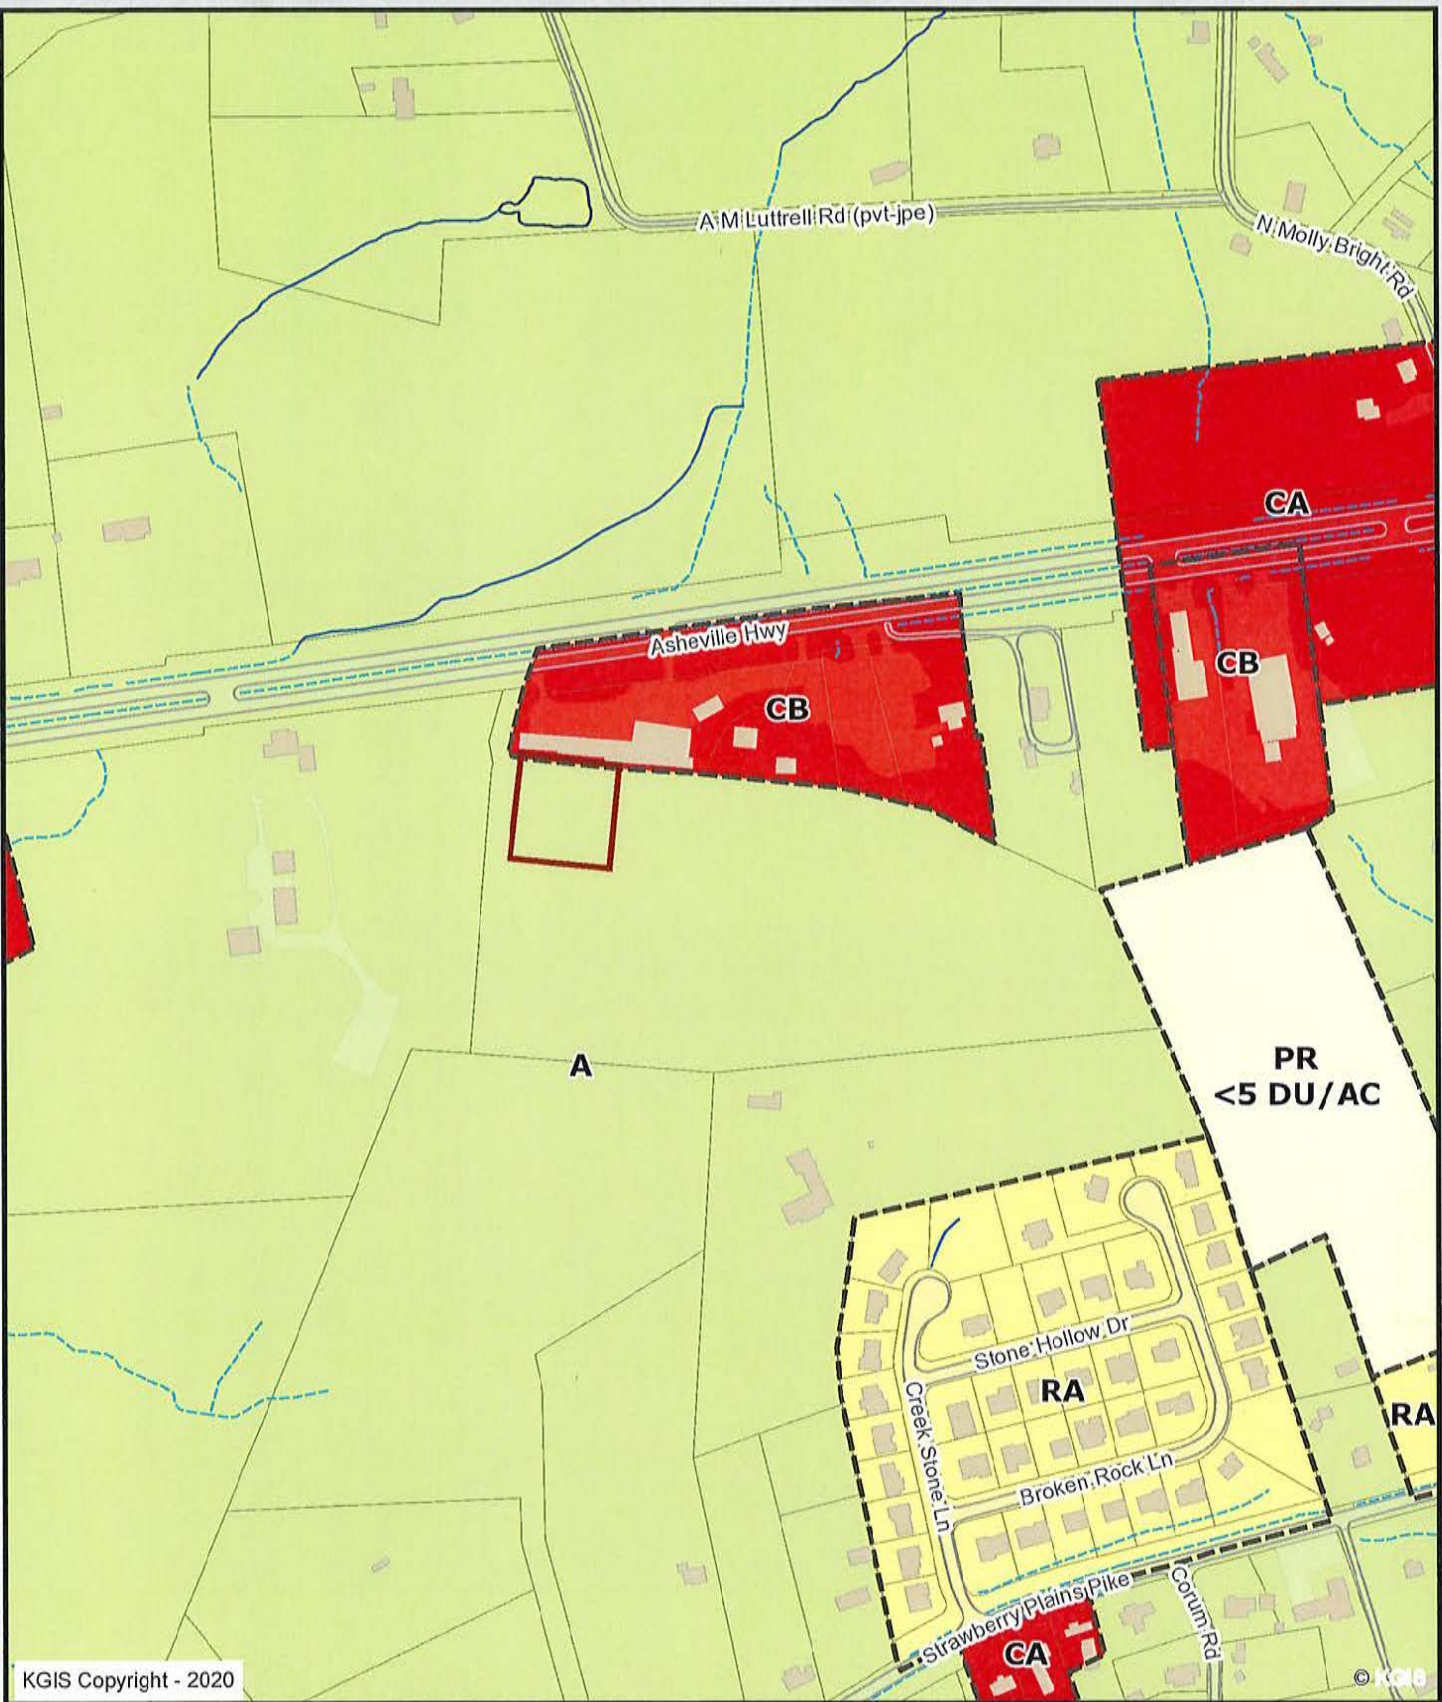 A M Luttrell Rd (pvt-jpe)
N Molly Bright Rd
CA
Asheville Hwy
CB
CB
A
PR
<5 DU/AC
Stone Hollow Dr
RA
RA
Creek Stone Ln
Broken Rock Ln
Strawberry Plains Pike
Corum Rd
CA
KGIS Copyright - 2020
© KGIS